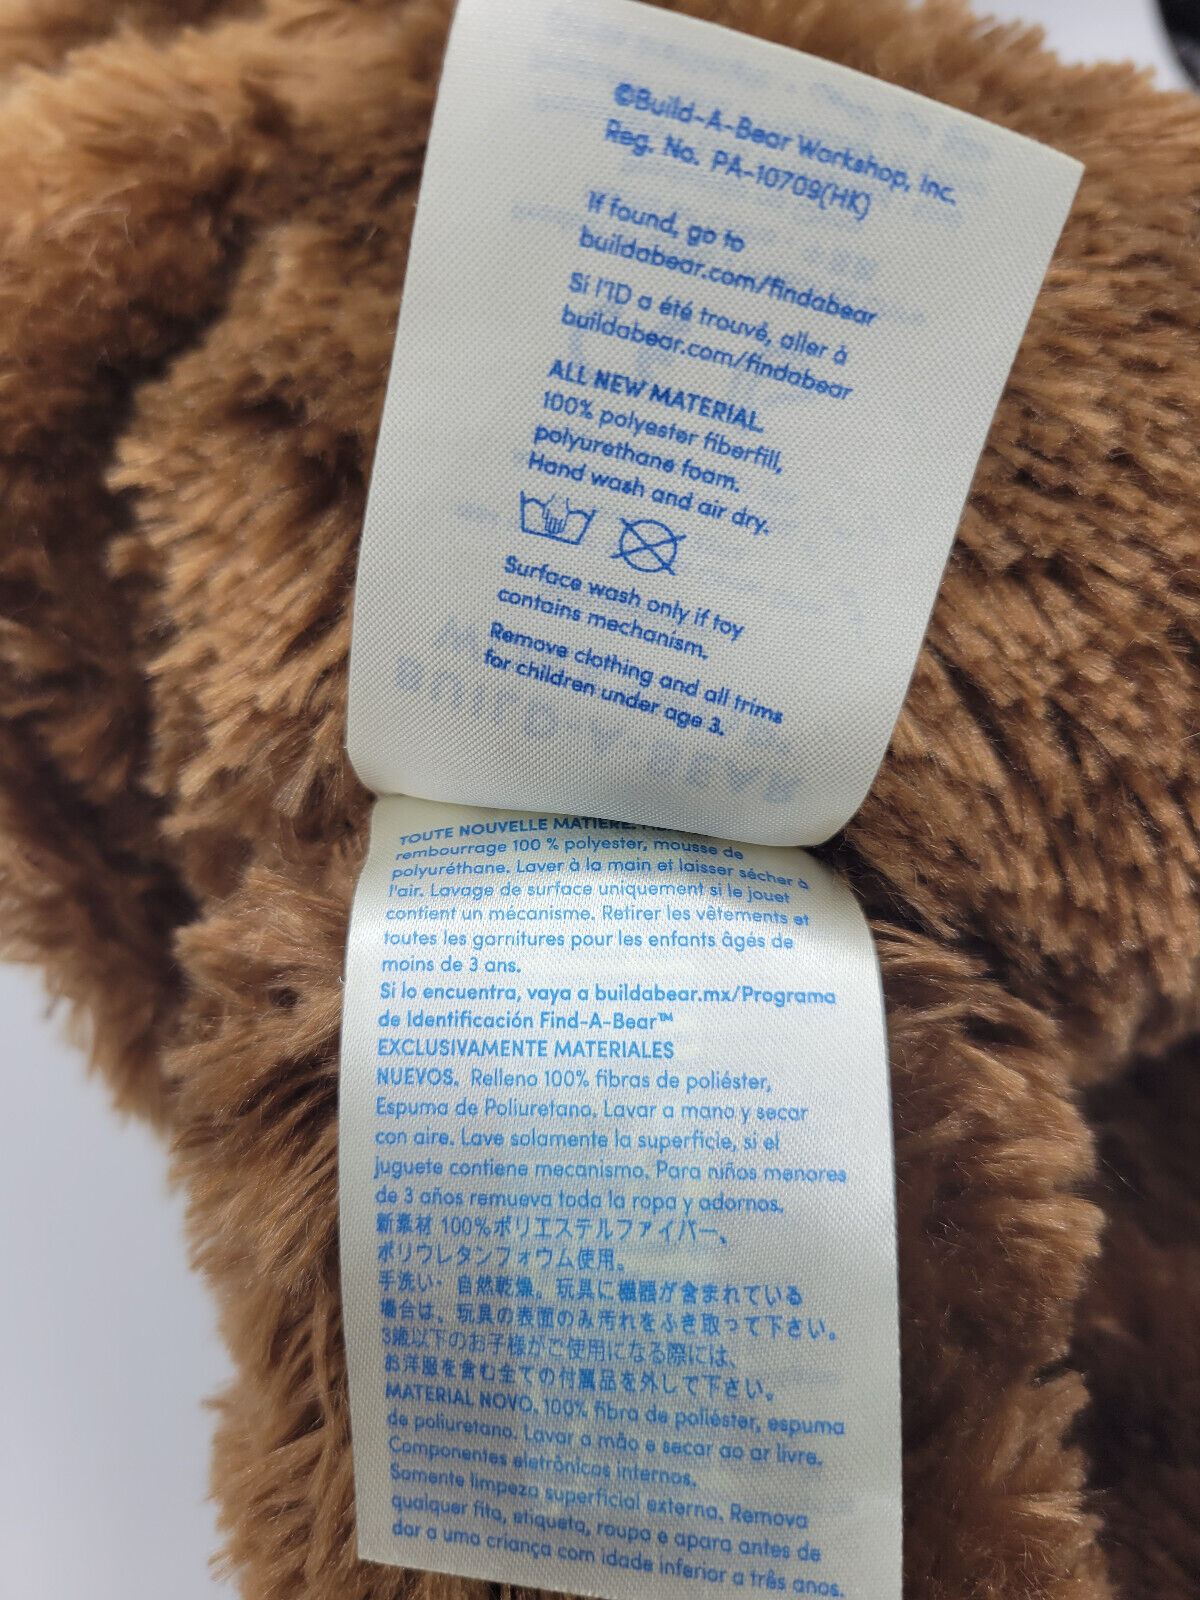 ©Build-A-Bear Workshop, Inc.
Reg. No. PA-10709(HK)
If found, go to
buildabear.com/findabear
Si l'ID a été trouvé, aller à
buildabear.com/findabear
ALL NEW MATERIAL.
100% polyester fiberfill,
polyurethane foam.
Hand wash and air dry.
Surface wash only if toy
contains mechanism.
Remove clothing and all trims
for children under age 3.
BUILD-A-BEAR
TOUTE NOUVELLE MATIÈRE.
rembourrage 100 % polyester, mousse de
polyuréthane. Laver à la main et laisser sécher à
l'air. Lavage de surface uniquement si le jouet
contient un mécanisme. Retirer les vêtements et
toutes les garnitures pour les enfants âgés de
moins de 3 ans.
Si lo encuentra, vaya a buildabear.mx/Programa
de Identificación Find-A-Bear™
EXCLUSIVAMENTE MATERIALES
NUEVOS. Relleno 100% fibras de poliéster,
Espuma de Poliuretano. Lavar a mano y secar
con aire. Lave solamente la superficie, si el
juguete contiene mecanismo. Para niños menores
de 3 años remueva toda la ropa y adornos.
新素材 100%ポリエステルファイバー、
ポリウレタンフォウム使用。
手洗い・自然乾燥。玩具に機器が含まれている
場合は、玩具の表面のみ汚れをふき取って下さい。
3歳以下のお子様がご使用になる際には、
お洋服を含む全ての付属品を外して下さい。
MATERIAL NOVO. 100% fibra de poliéster, espuma
de poliuretano. Lavar a mão e secar ao ar livre.
Componentes eletrônicos internos.
Somente limpeza superficial externa. Remova
qualquer fita, etiqueta, roupa e apara antes de
dar a uma criança com idade inferior a três anos.